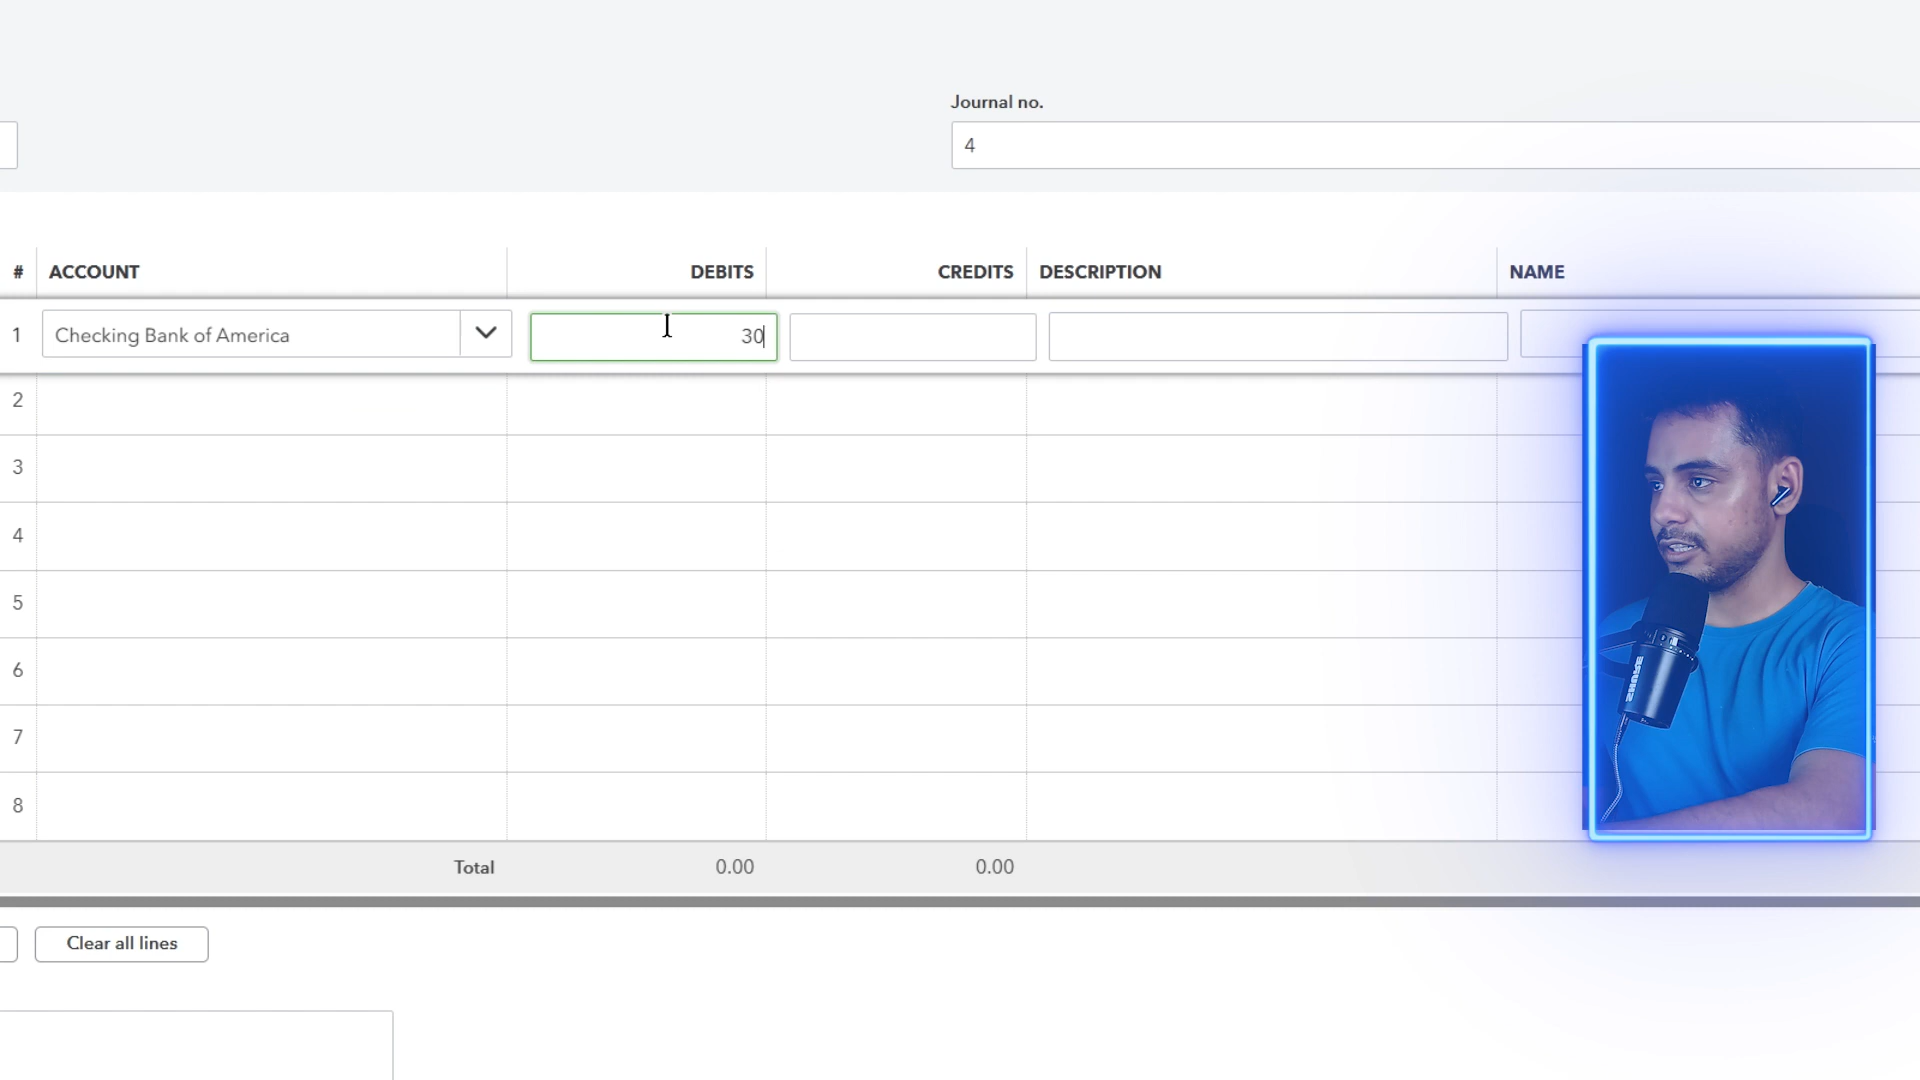 Journal no.
4
# ACCOUNT DEBITS CREDITS DESCRIPTION NAME
1 Checking Bank of America 30
2
3
4
5
6
7
8
Total 0.00 0.00
Clear all lines
SHURE